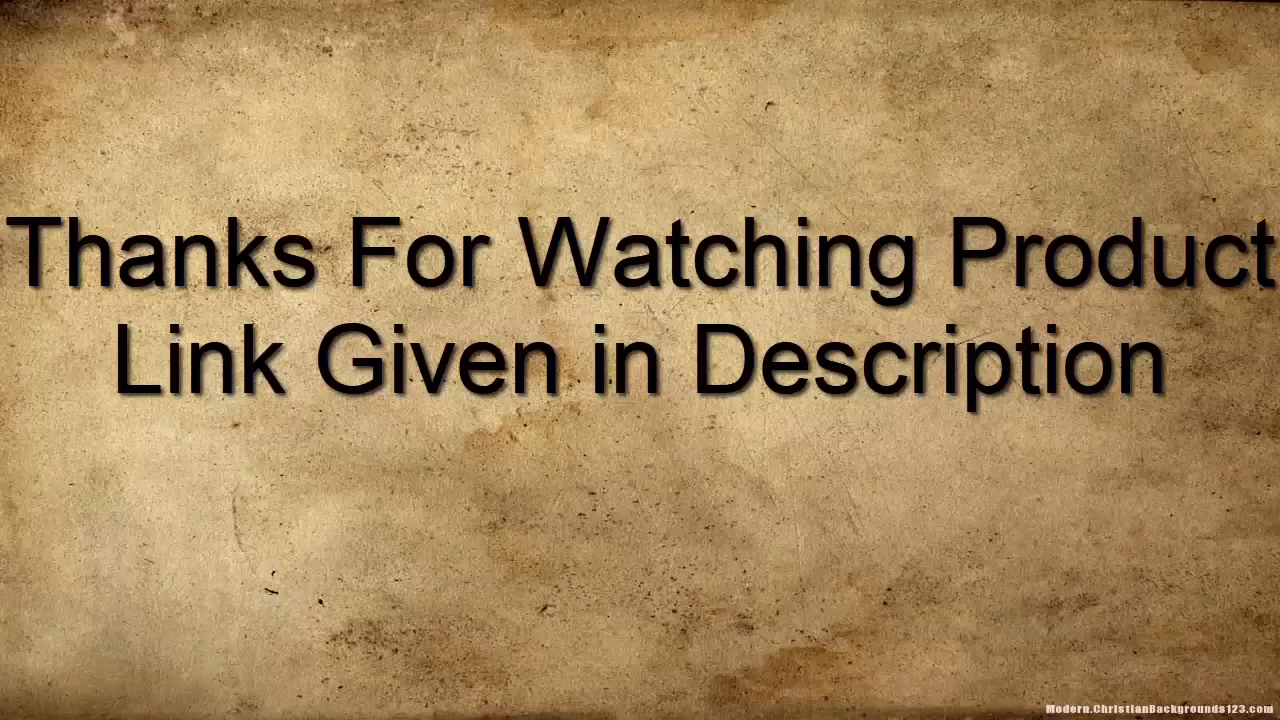 Thanks For Watching Product
Link Given in Description
Modern.ChristianBackgrounds123.com